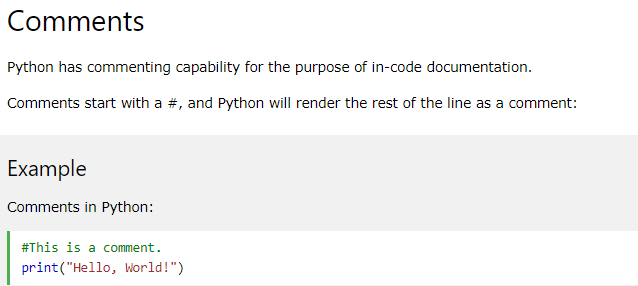 Comments
Python has commenting capability for the purpose of in-code documentation.
Comments start with a #, and Python will render the rest of the line as a comment:
Example
Comments in Python:
#This is a comment.
print("Hello, World!")